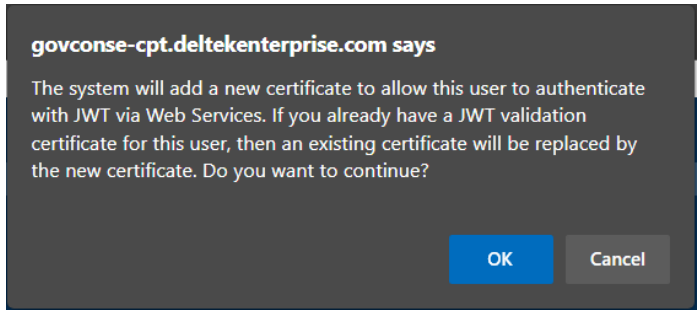 govconse-cpt.deltekenterprise.com says
The system will add a new certificate to allow this user to authenticate
with JWT via Web Services. If you already have a JWT validation
certificate for this user, then an existing certificate will be replaced by
the new certificate. Do you want to continue?
OK
Cancel